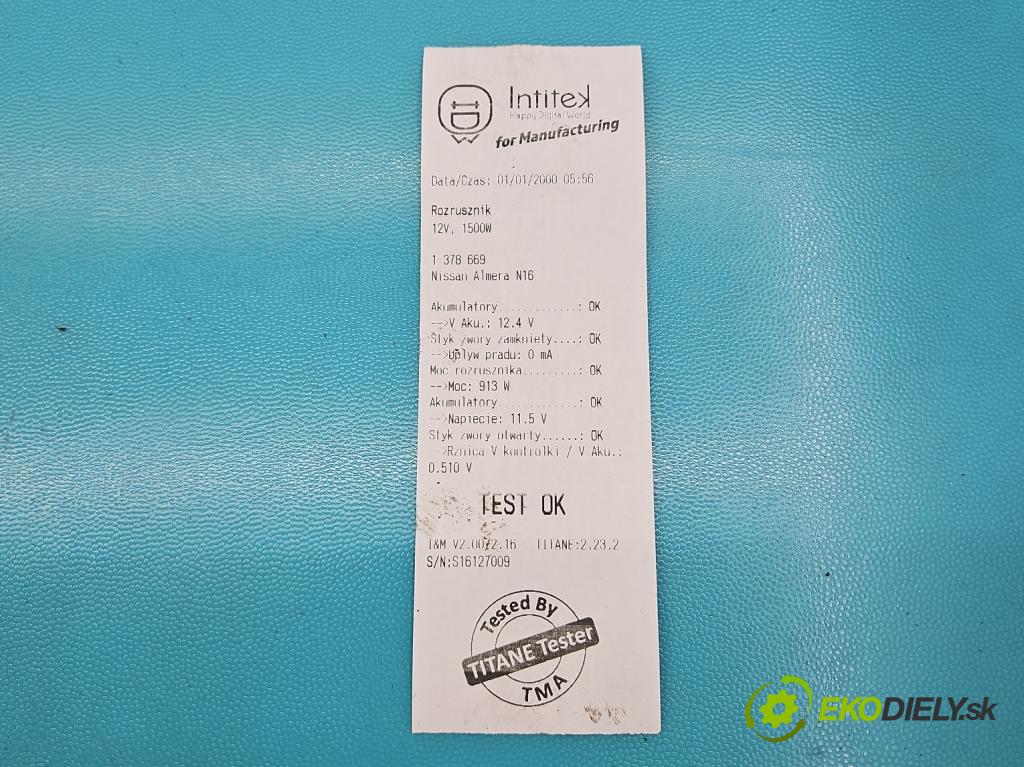 Intitek
Happy Digital World
for Manufacturing
Data/Czas: 01/01/2000 05:56
Rozrusznik
12V, 1500W
1 378 669
Nissan Almera N16
Akumulatory............: OK
-->V Aku.: 12.4 V
Styk zwory zamkniety....: OK
-->Uplyw pradu: 0 mA
Moc rozrusznika.........: OK
-->Moc: 913 W
Akumulatory............: OK
-->Napiecie: 11.5 V
Styk zwory otwarty......: OK
-->Rznica V kontrolki / V Aku.:
0.510 V
TEST OK
T&M V2.00/2.16 TITANE:2.23.2
S/N:S16127009
Tested By
TITANE Tester
TMA
EKODIELY.sk